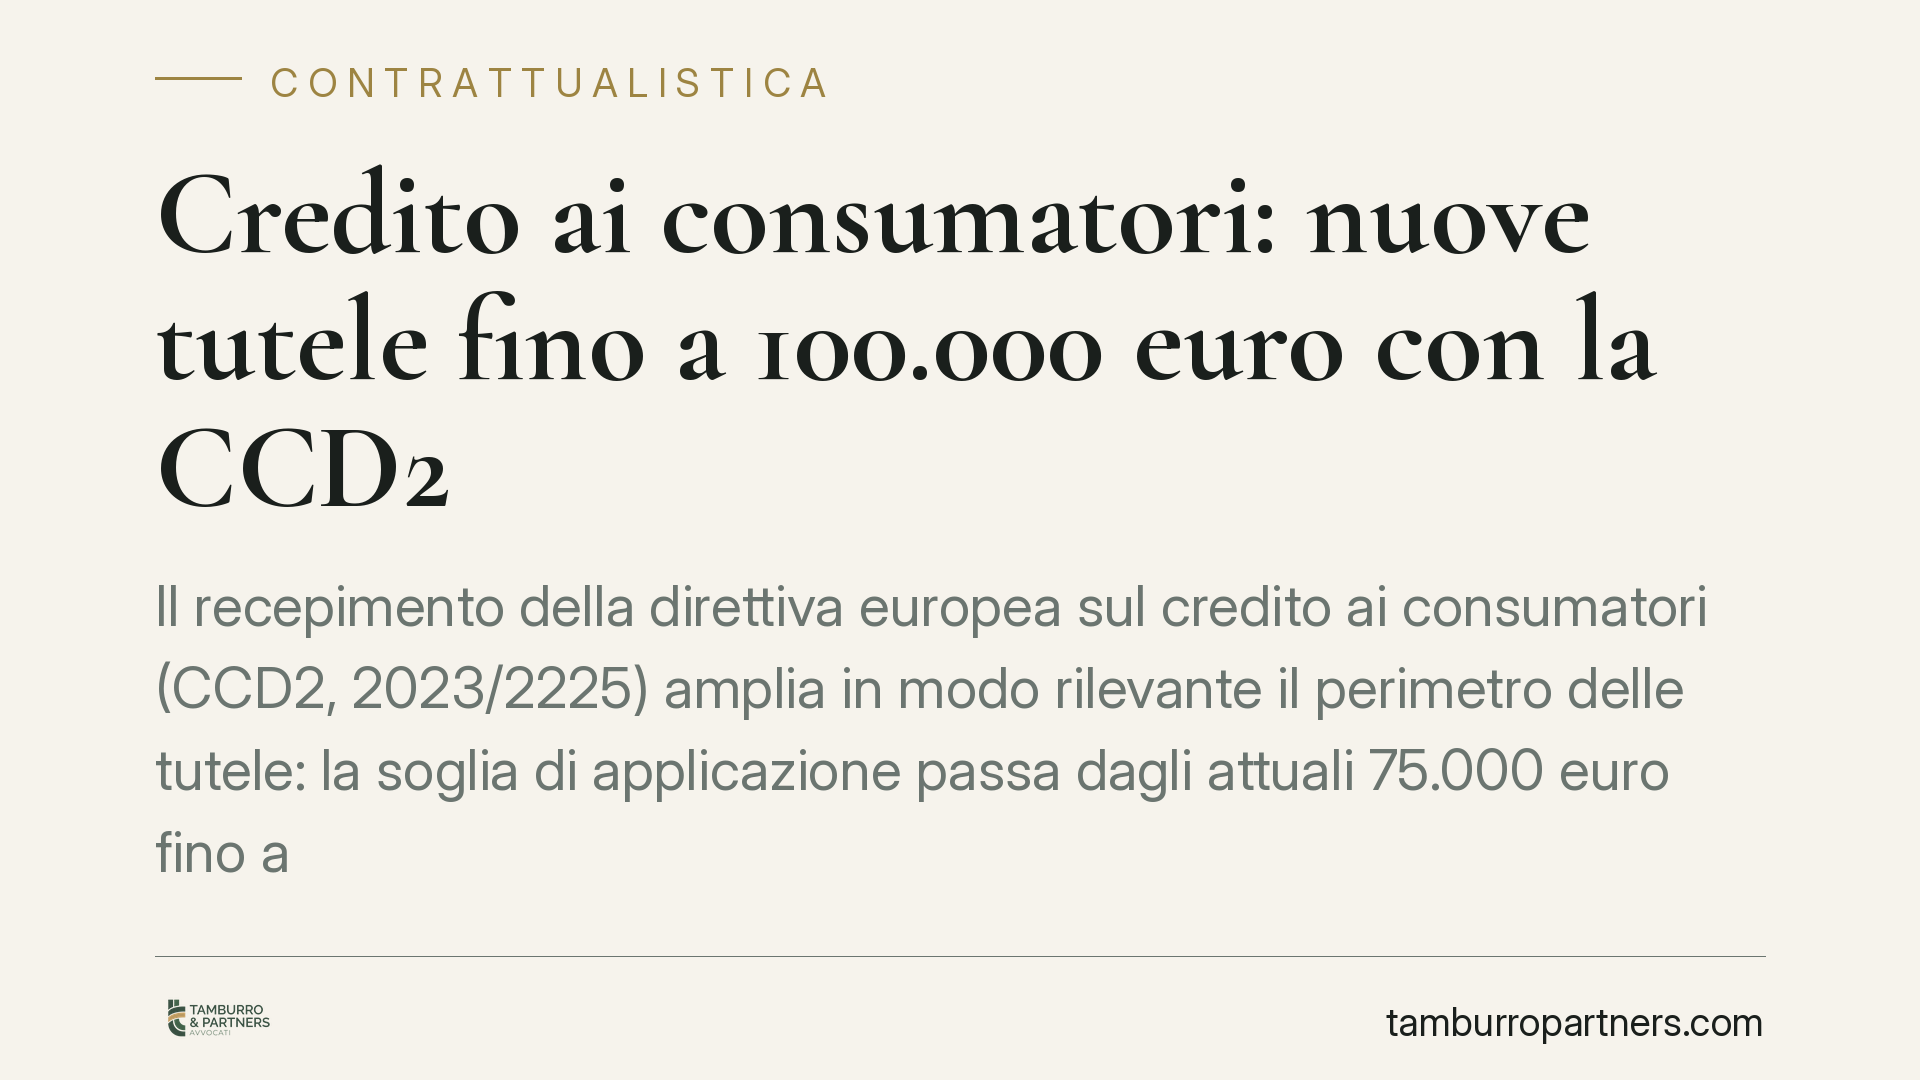 CONTRATTUALISTICA
Credito ai consumatori: nuove
tutele fino a 100.000 euro con la
CCD2
Il recepimento della direttiva europea sul credito ai consumatori
(CCD2, 2023/2225) amplia in modo rilevante il perimetro delle
tutele: la soglia di applicazione passa dagli attuali 75.000 euro
fino a
TAMBURRO
& PARTNERS
AVVOCATI
tamburropartners.com